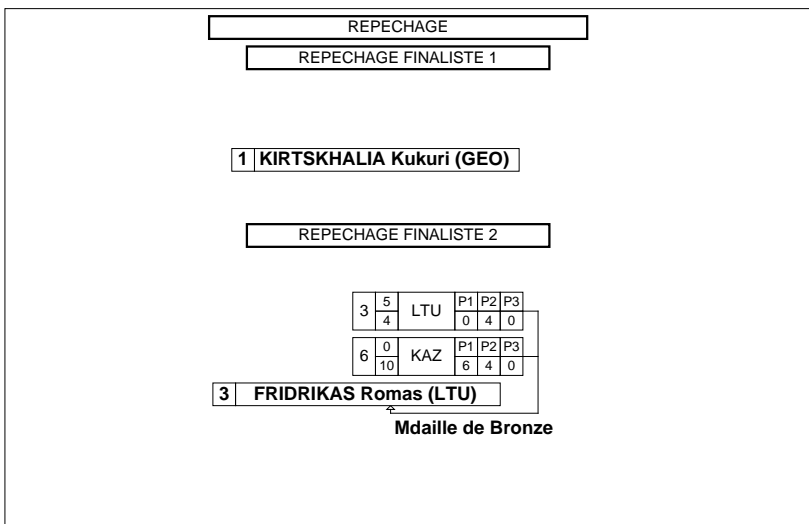 REPECHAGE
REPECHAGE FINALISTE 1
1 KIRTSKHALIA Kukuri (GEO)
REPECHAGE FINALISTE 2
3 5 LTU P1 P2 P3
4 0 4 0
6 0 KAZ P1 P2 P3
10 6 4 0
3 FRIDRIKAS Romas (LTU)
Mdaille de Bronze